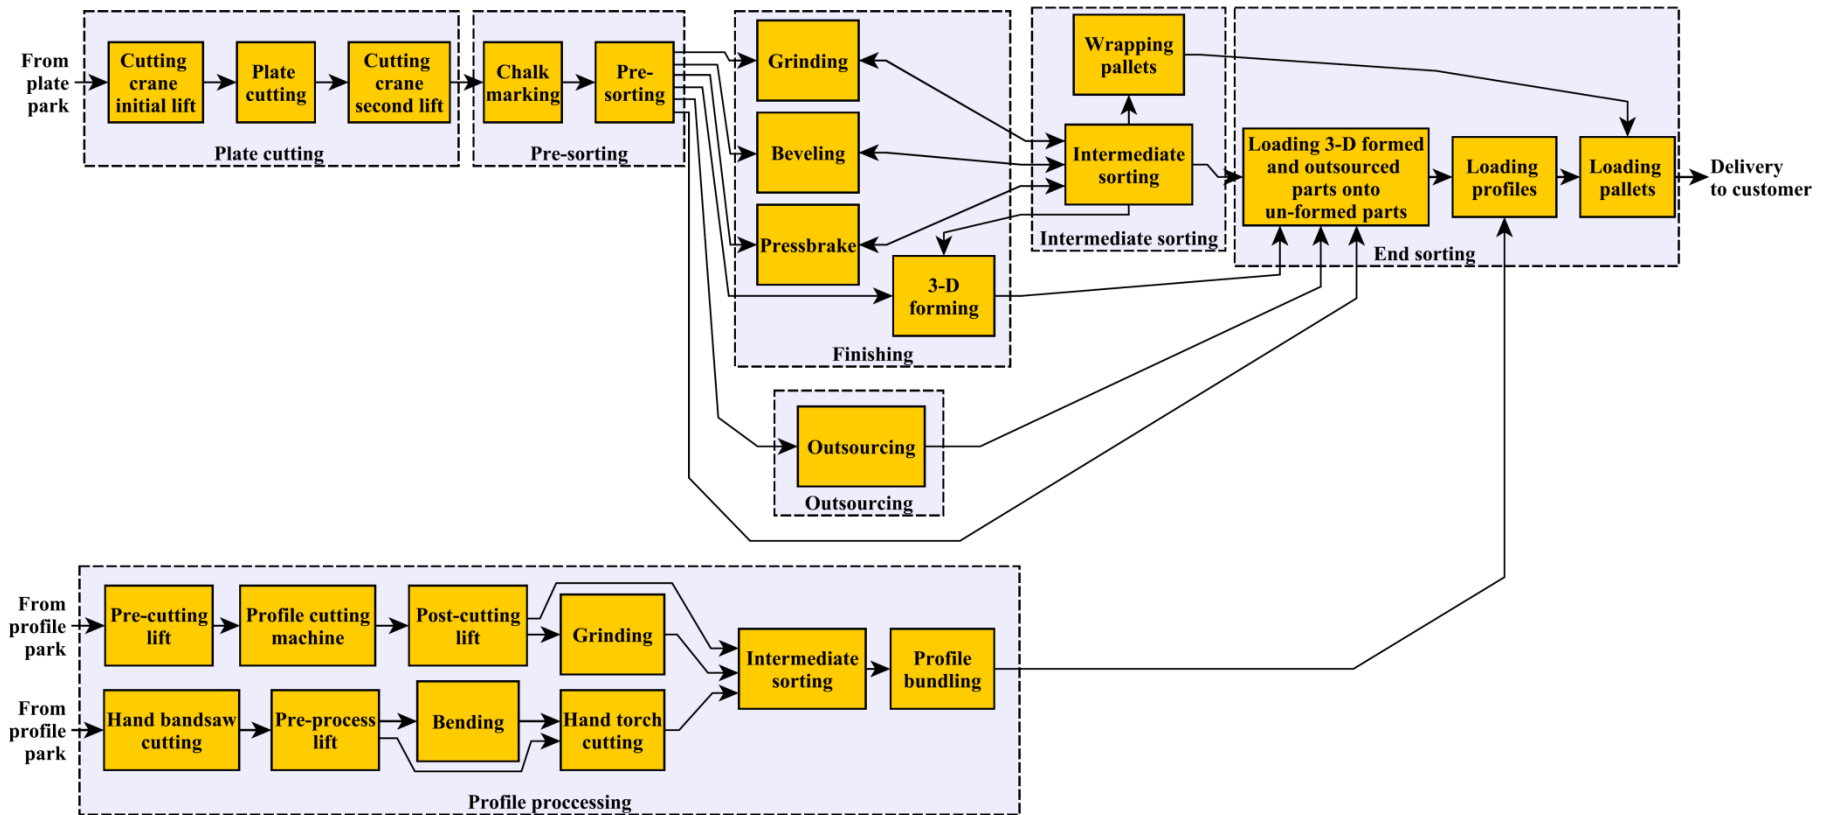 From
plate
park
Cutting
crane
initial lift
Plate
cutting
Cutting
crane
second lift
Plate cutting
Chalk
marking
Pre-
sorting
Pre-sorting
Grinding
Beveling
Pressbrake
3-D
forming
Finishing
Wrapping
pallets
Intermediate
sorting
Intermediate sorting
Loading 3-D formed
and outsourced
parts onto
un-formed parts
Loading
profiles
Loading
pallets
End sorting
Delivery
to customer
Outsourcing
Outsourcing
From
profile
park
Pre-cutting
lift
Profile cutting
machine
Post-cutting
lift
Grinding
Intermediate
sorting
Profile
bundling
From
profile
park
Hand bandsaw
cutting
Pre-process
lift
Bending
Hand torch
cutting
Profile proccessing